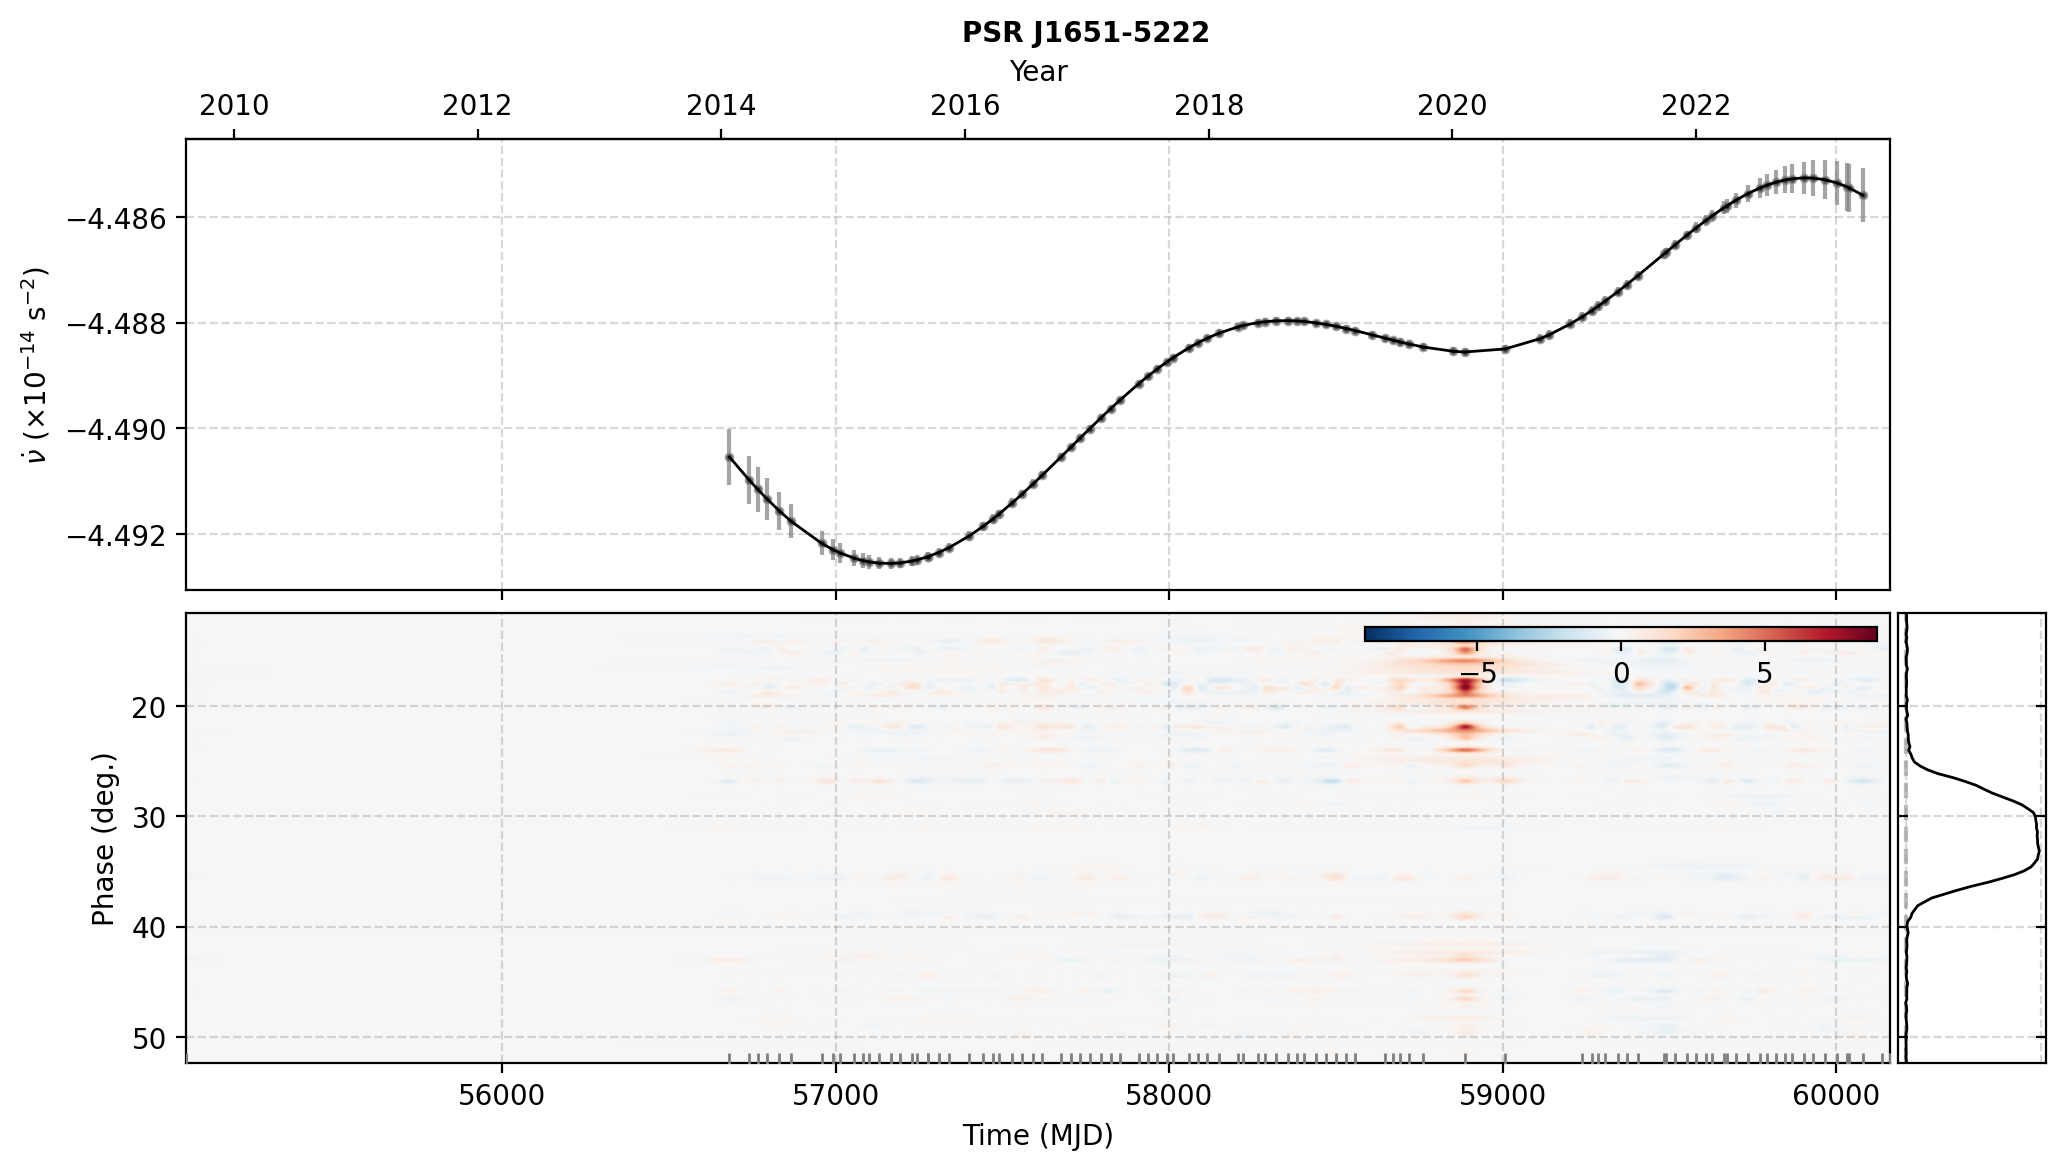 PSR J1651-5222
Year
2010 2012 2014 2016 2018 2020 2022
−4.486
−4.488
−4.490
−4.492
ν̇ (×10⁻¹⁴ s⁻²)
−5 0 5
20
30
40
50
Phase (deg.)
56000 57000 58000 59000 60000
Time (MJD)